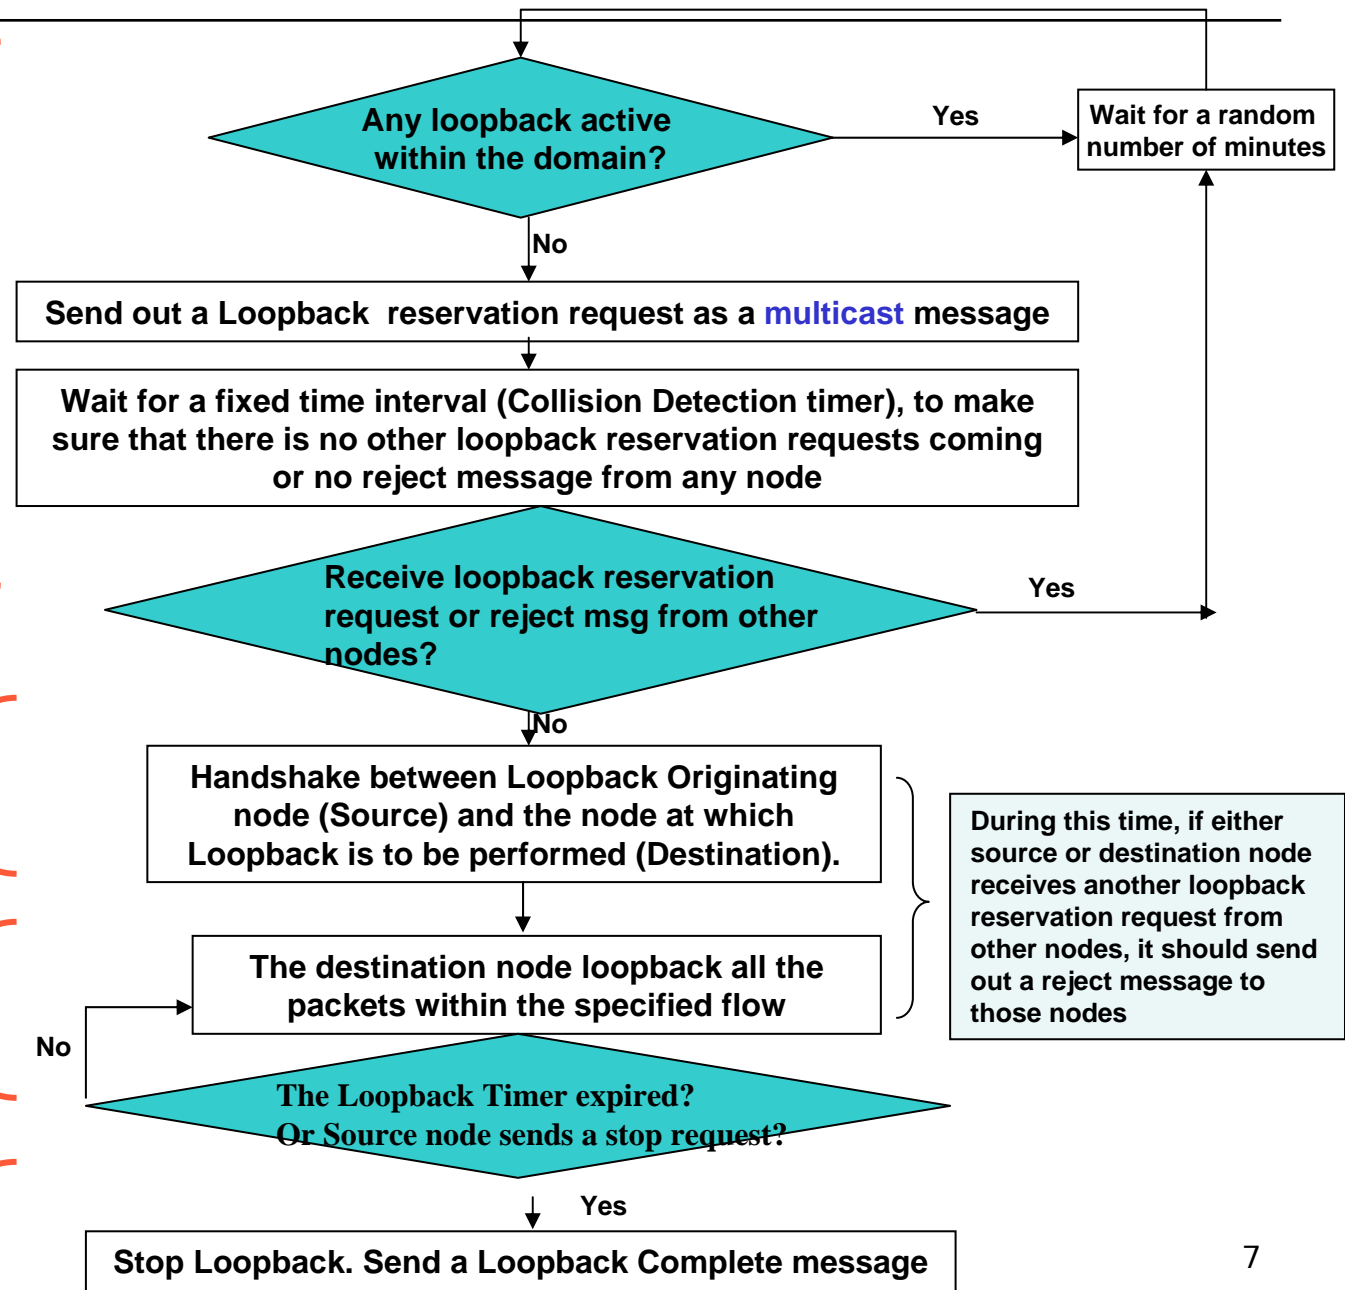 Any loopback active
within the domain?
Yes
Wait for a random
number of minutes
No
Send out a Loopback  reservation request as a multicast message
Wait for a fixed time interval (Collision Detection timer), to make
sure that there is no other loopback reservation requests coming
or no reject message from any node
Receive loopback reservation
request or reject msg from other
nodes?
Yes
No
Handshake between Loopback Originating
node (Source) and the node at which
Loopback is to be performed (Destination).
During this time, if either
source or destination node
receives another loopback
reservation request from
other nodes, it should send
out a reject message to
those nodes
The destination node loopback all the
packets within the specified flow
No
The Loopback Timer expired?
Or Source node sends a stop request?
Yes
Stop Loopback. Send a Loopback Complete message
7